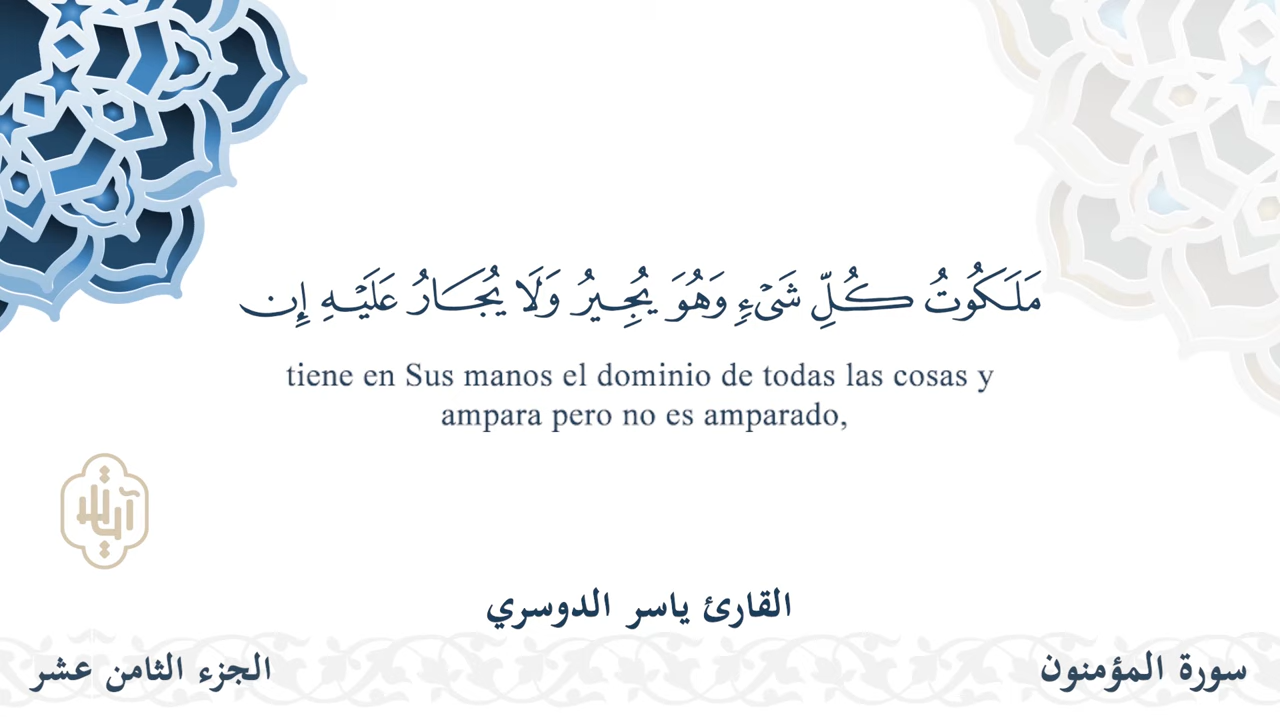 مَلَكُوتُ كُلِّ شَيْءٍ وَهُوَ يُجِيرُ وَلَا يُجَارُ عَلَيْهِ إِن
tiene en Sus manos el dominio de todas las cosas y
ampara pero no es amparado,
آيات
القارئ ياسر الدوسري
سورة المؤمنون
الجزء الثامن عشر